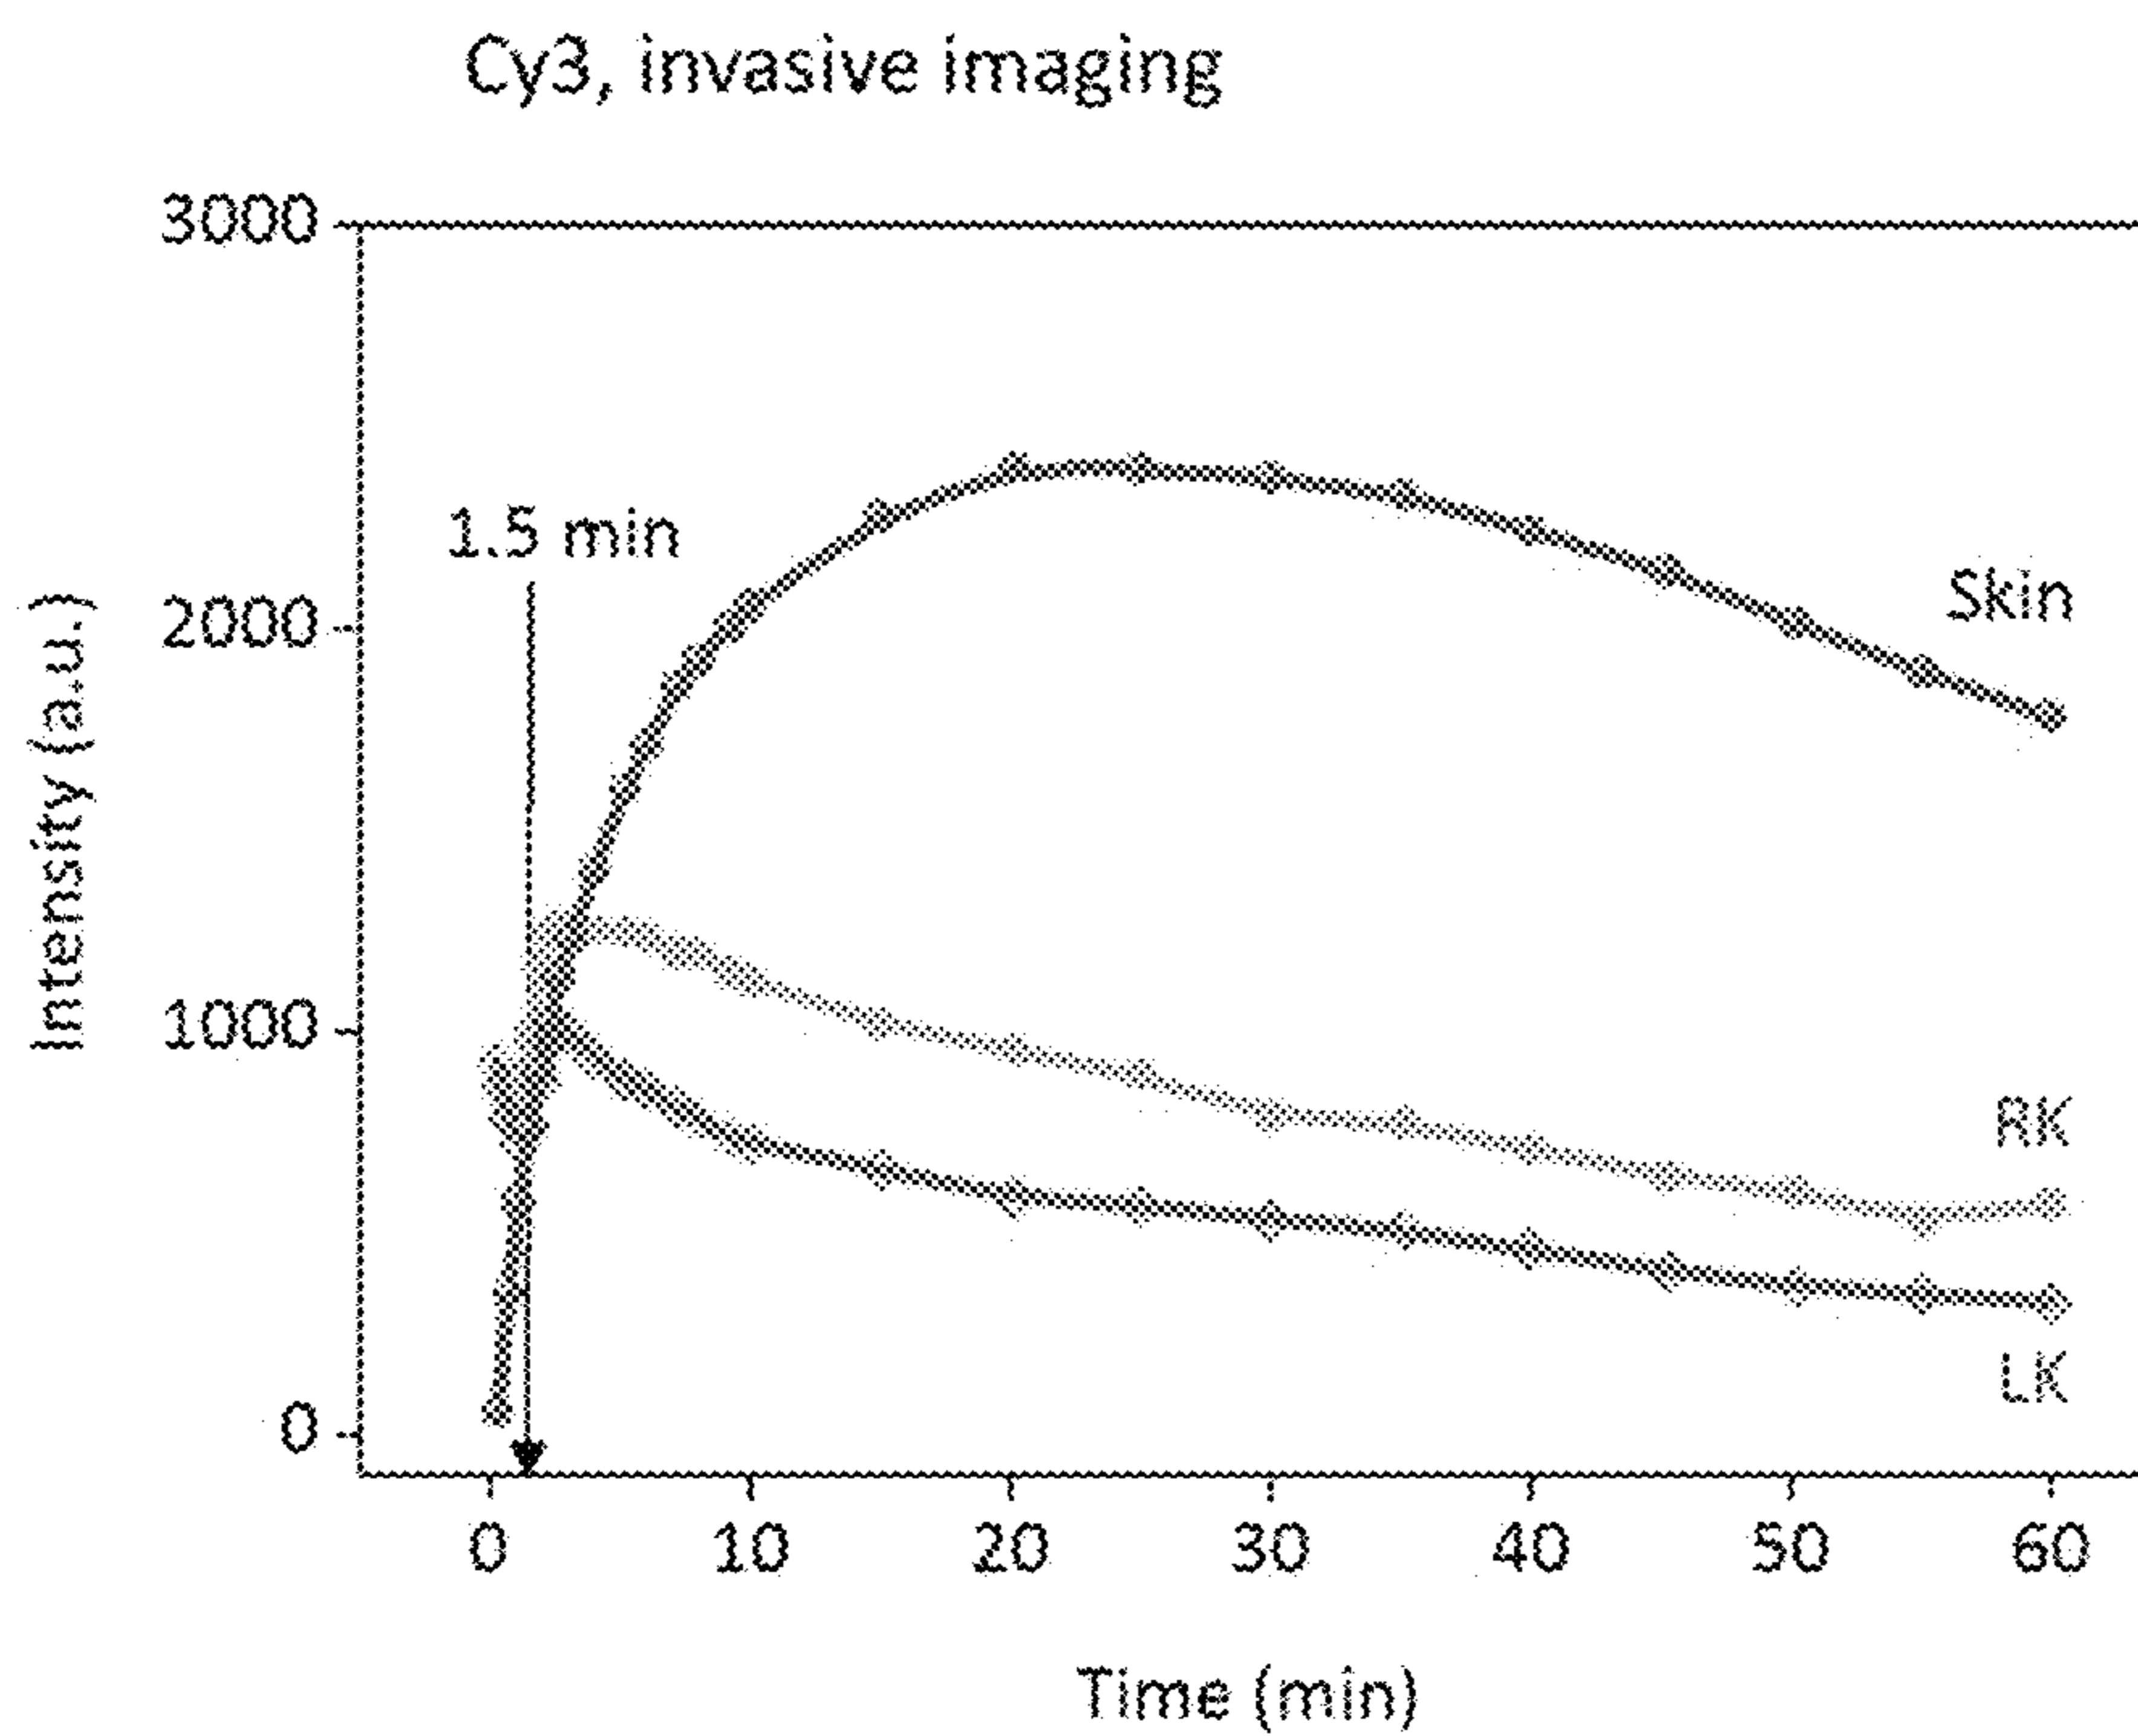 Cy3, invasive imaging
3000
1.5 min
2000
Skin
Intensity (a.u.)
1000
RK
LK
0
0 10 20 30 40 50 60
Time (min)